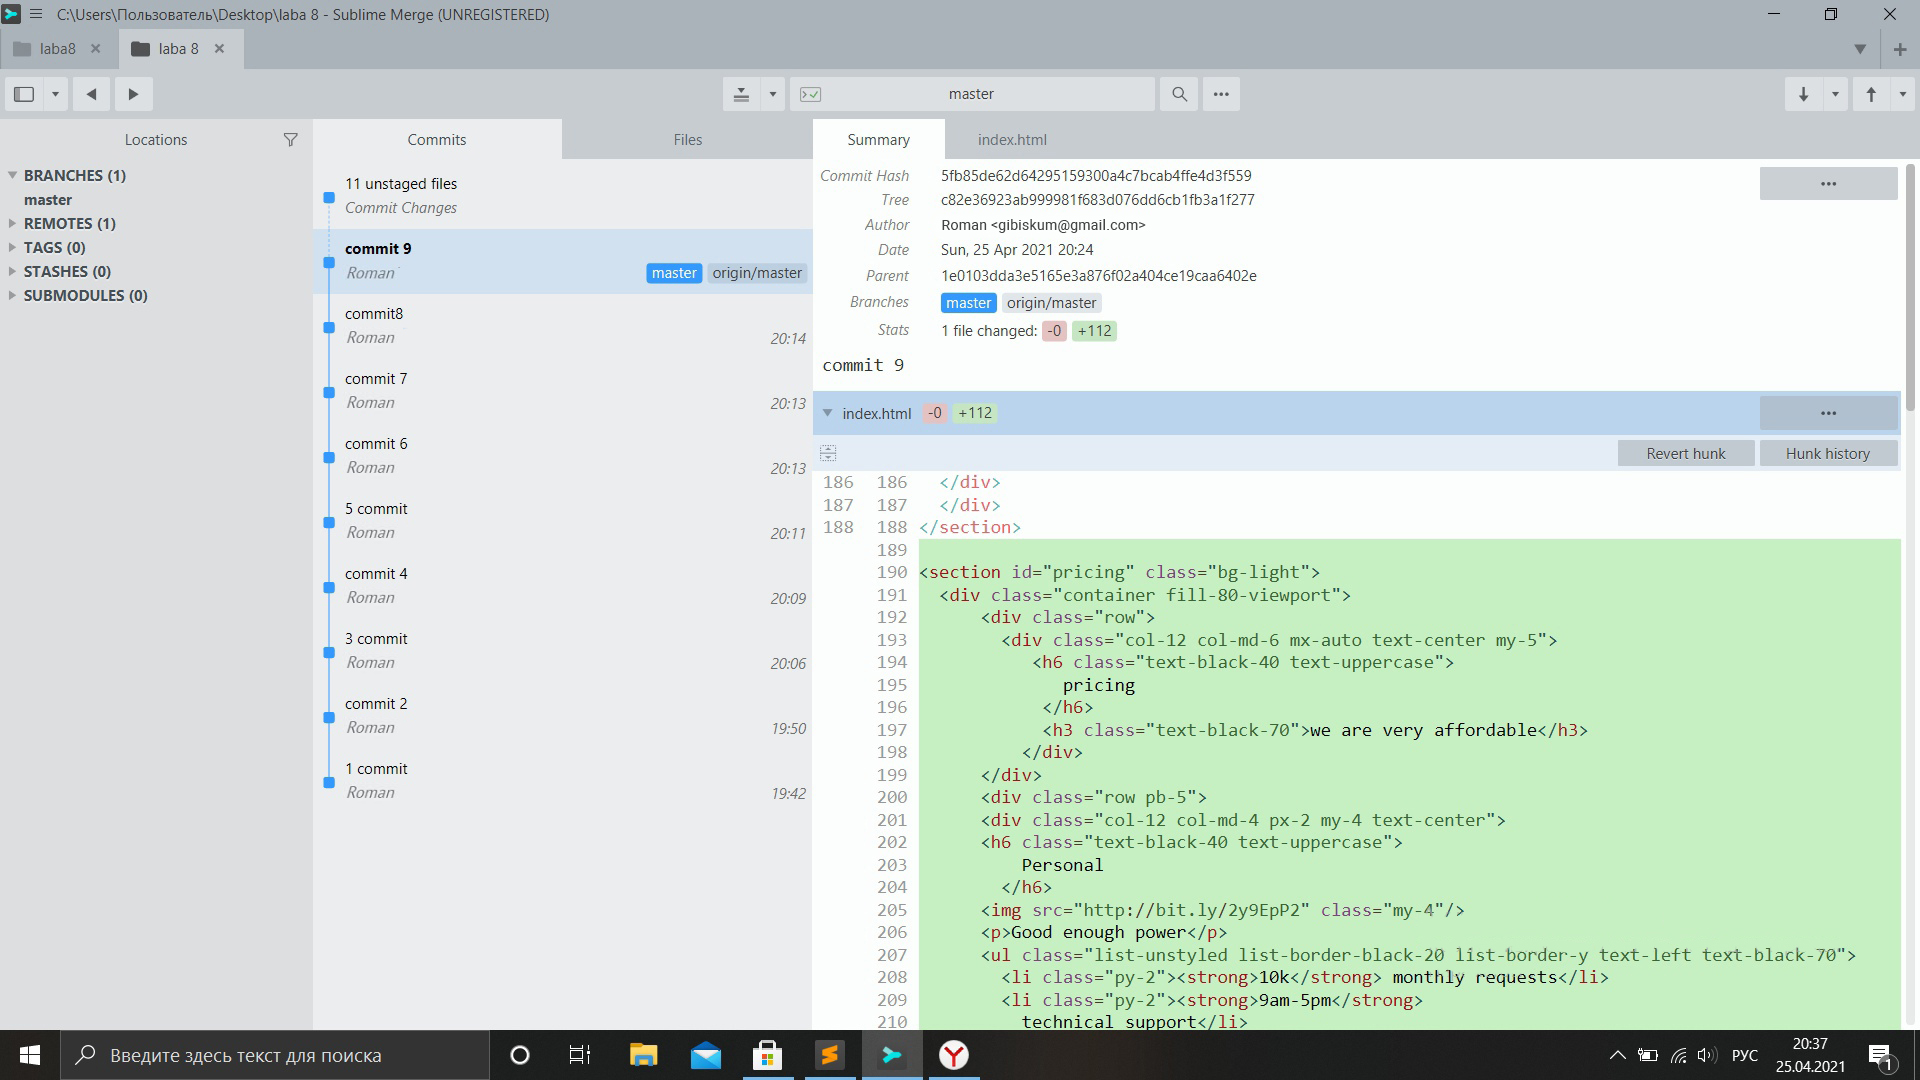 C:\Users\Пользователь\Desktop\laba 8 - Sublime Merge (UNREGISTERED)
laba8
laba 8
master
Locations
BRANCHES (1)
master
REMOTES (1)
TAGS (0)
STASHES (0)
SUBMODULES (0)
Commits
Files
11 unstaged files
Commit Changes
commit 9
Roman
master origin/master
commit8
Roman
20:14
commit 7
Roman
20:13
commit 6
Roman
20:13
5 commit
Roman
20:11
commit 4
Roman
20:09
3 commit
Roman
20:06
commit 2
Roman
19:50
1 commit
Roman
19:42
Summary
index.html
Commit Hash 5fb85de62d64295159300a4c7bcab4ffe4d3f559
Tree c82e36923ab999981f683d076dd6cb1fb3a1f277
Author Roman <gibiskum@gmail.com>
Date Sun, 25 Apr 2021 20:24
Parent 1e0103dda3e5165e3a876f02a404ce19caa6402e
Branches master origin/master
Stats 1 file changed: -0 +112
commit 9
index.html -0 +112
Revert hunk
Hunk history
186 186 </div>
187 187 </div>
188 188 </section>
189
190 <section id="pricing" class="bg-light">
191 <div class="container fill-80-viewport">
192 <div class="row">
193 <div class="col-12 col-md-6 mx-auto text-center my-5">
194 <h6 class="text-black-40 text-uppercase">
195 pricing
196 </h6>
197 <h3 class="text-black-70">we are very affordable</h3>
198 </div>
199 </div>
200 <div class="row pb-5">
201 <div class="col-12 col-md-4 px-2 my-4 text-center">
202 <h6 class="text-black-40 text-uppercase">
203 Personal
204 </h6>
205 <img src="http://bit.ly/2y9EpP2" class="my-4"/>
206 <p>Good enough power</p>
207 <ul class="list-unstyled list-border-black-20 list-border-y text-left text-black-70">
208 <li class="py-2"><strong>10k</strong> monthly requests</li>
209 <li class="py-2"><strong>9am-5pm</strong>
210 technical support</li>
Введите здесь текст для поиска
РУС
20:37
25.04.2021
1